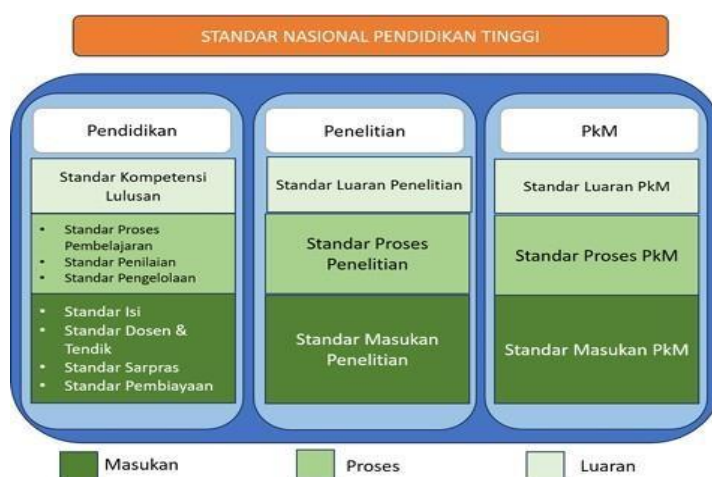 STANDAR NASIONAL PENDIDIKAN TINGGI
Pendidikan
Standar Kompetensi
Lulusan
• Standar Proses
Pembelajaran
• Standar Penilaian
• Standar Pengelolaan
• Standar Isi
• Standar Dosen &
Tendik
• Standar Sarpras
• Standar Pembiayaan
Penelitian
Standar Luaran Penelitian
Standar Proses
Penelitian
Standar Masukan
Penelitian
PkM
Standar Luaran PkM
Standar Proses PkM
Standar Masukan PkM
Masukan
Proses
Luaran